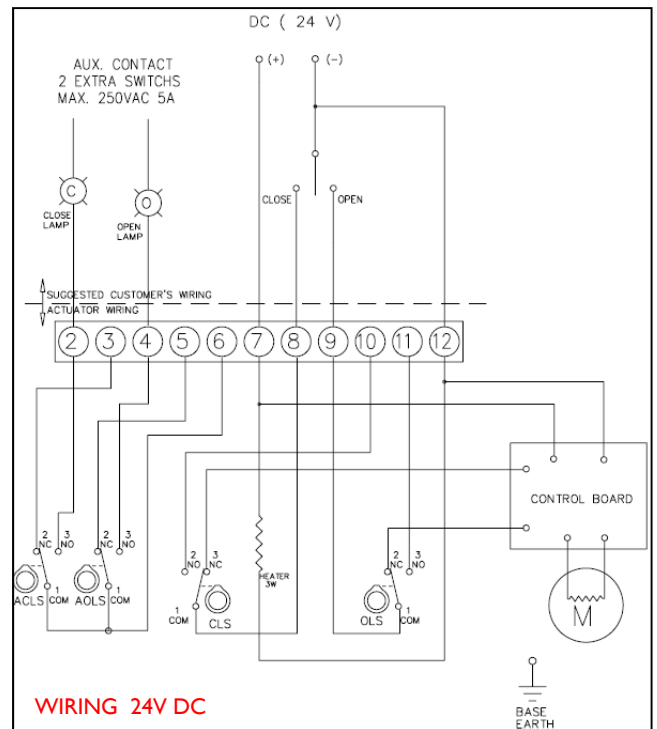 DC ( 24 V)
(+) (-)
AUX. CONTACT
2 EXTRA SWITCHS
MAX. 250VAC 5A
C
CLOSE
LAMP
O
OPEN
LAMP
CLOSE OPEN
SUGGESTED CUSTOMER'S WIRING
ACTUATOR WIRING
2 3 4 5 6 7 8 9 10 11 12
CONTROL BOARD
2
NC
3
NO
2
NC
3
NO
2
NO
3
NC
2
NC
3
NO
HEATER
3W
1
COM
ACLS
1
COM
AOLS
1
COM
CLS
1
COM
OLS
M
WIRING 24V DC
BASE
EARTH